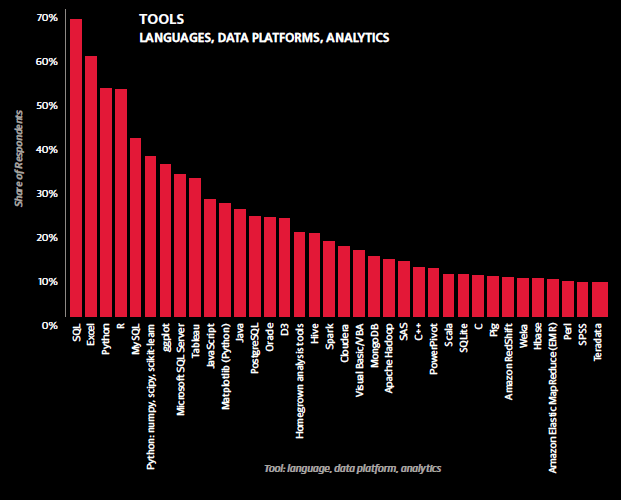 TOOLS
LANGUAGES, DATA PLATFORMS, ANALYTICS
Share of Respondents
70%
60%
50%
40%
30%
20%
10%
0%
SQL
Excel
Python
R
MySQL
Python: numpy, scipy, scikit-learn
ggplot
Microsoft SQL Server
Tableau
JavaScript
Matplotlib (Python)
Java
PostgreSQL
Oracle
D3
Homegrown analysis tools
Hive
Spark
Cloudera
Visual Basic/VBA
MongoDB
Apache Hadoop
SAS
C++
PowerPivot
Scala
SQLite
C
Pig
Amazon RedShift
Weka
Hbase
Amazon Elastic MapReduce (EMR)
Perl
SPSS
Teradata
Tool: language, data platform, analytics